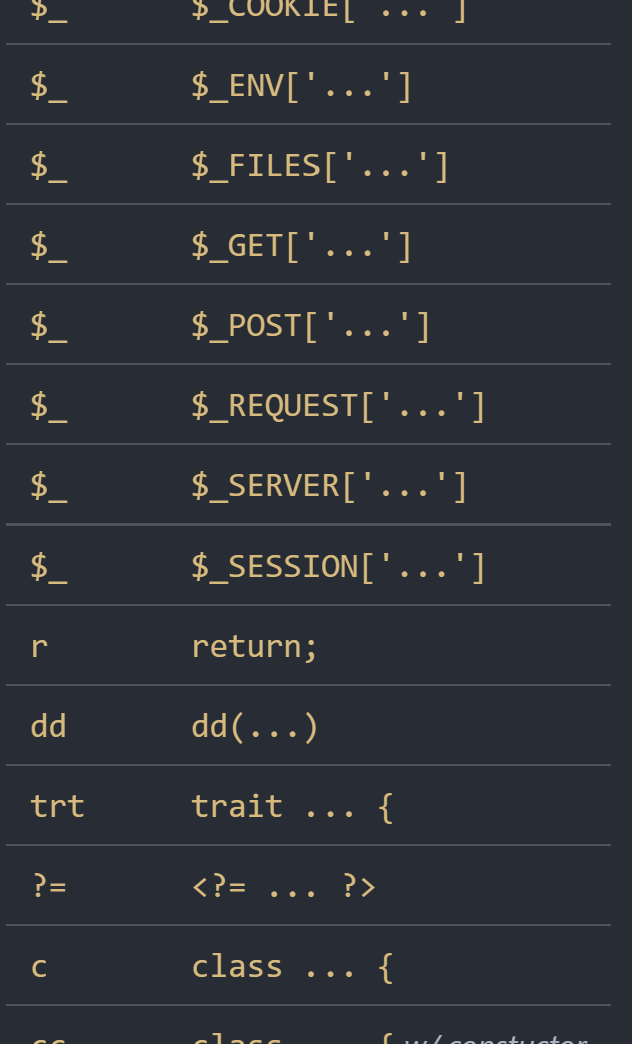 $_ $_COOKIE['...']
$_ $_ENV['...']
$_ $_FILES['...']
$_ $_GET['...']
$_ $_POST['...']
$_ $_REQUEST['...']
$_ $_SERVER['...']
$_ $_SESSION['...']
r return;
dd dd(...)
trt trait ... {
?= <?= ... ?>
c class ... {
cc class ... { w/ constuctor